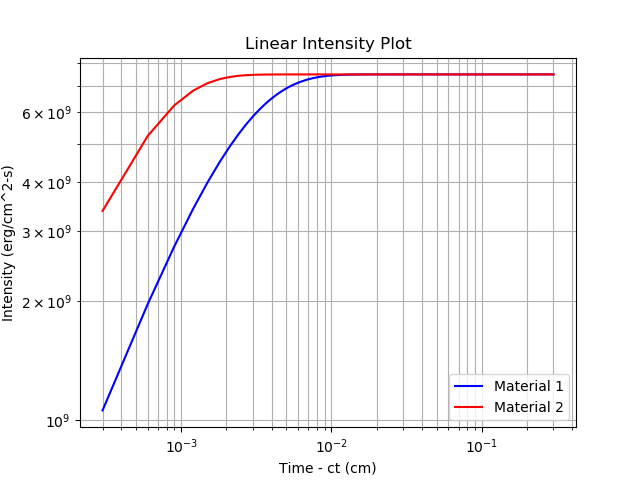 Linear Intensity Plot
Intensity (erg/cm^2-s)
6 × 10⁹
4 × 10⁹
3 × 10⁹
2 × 10⁹
10⁹
Material 1
Material 2
10⁻³
10⁻²
10⁻¹
Time - ct (cm)